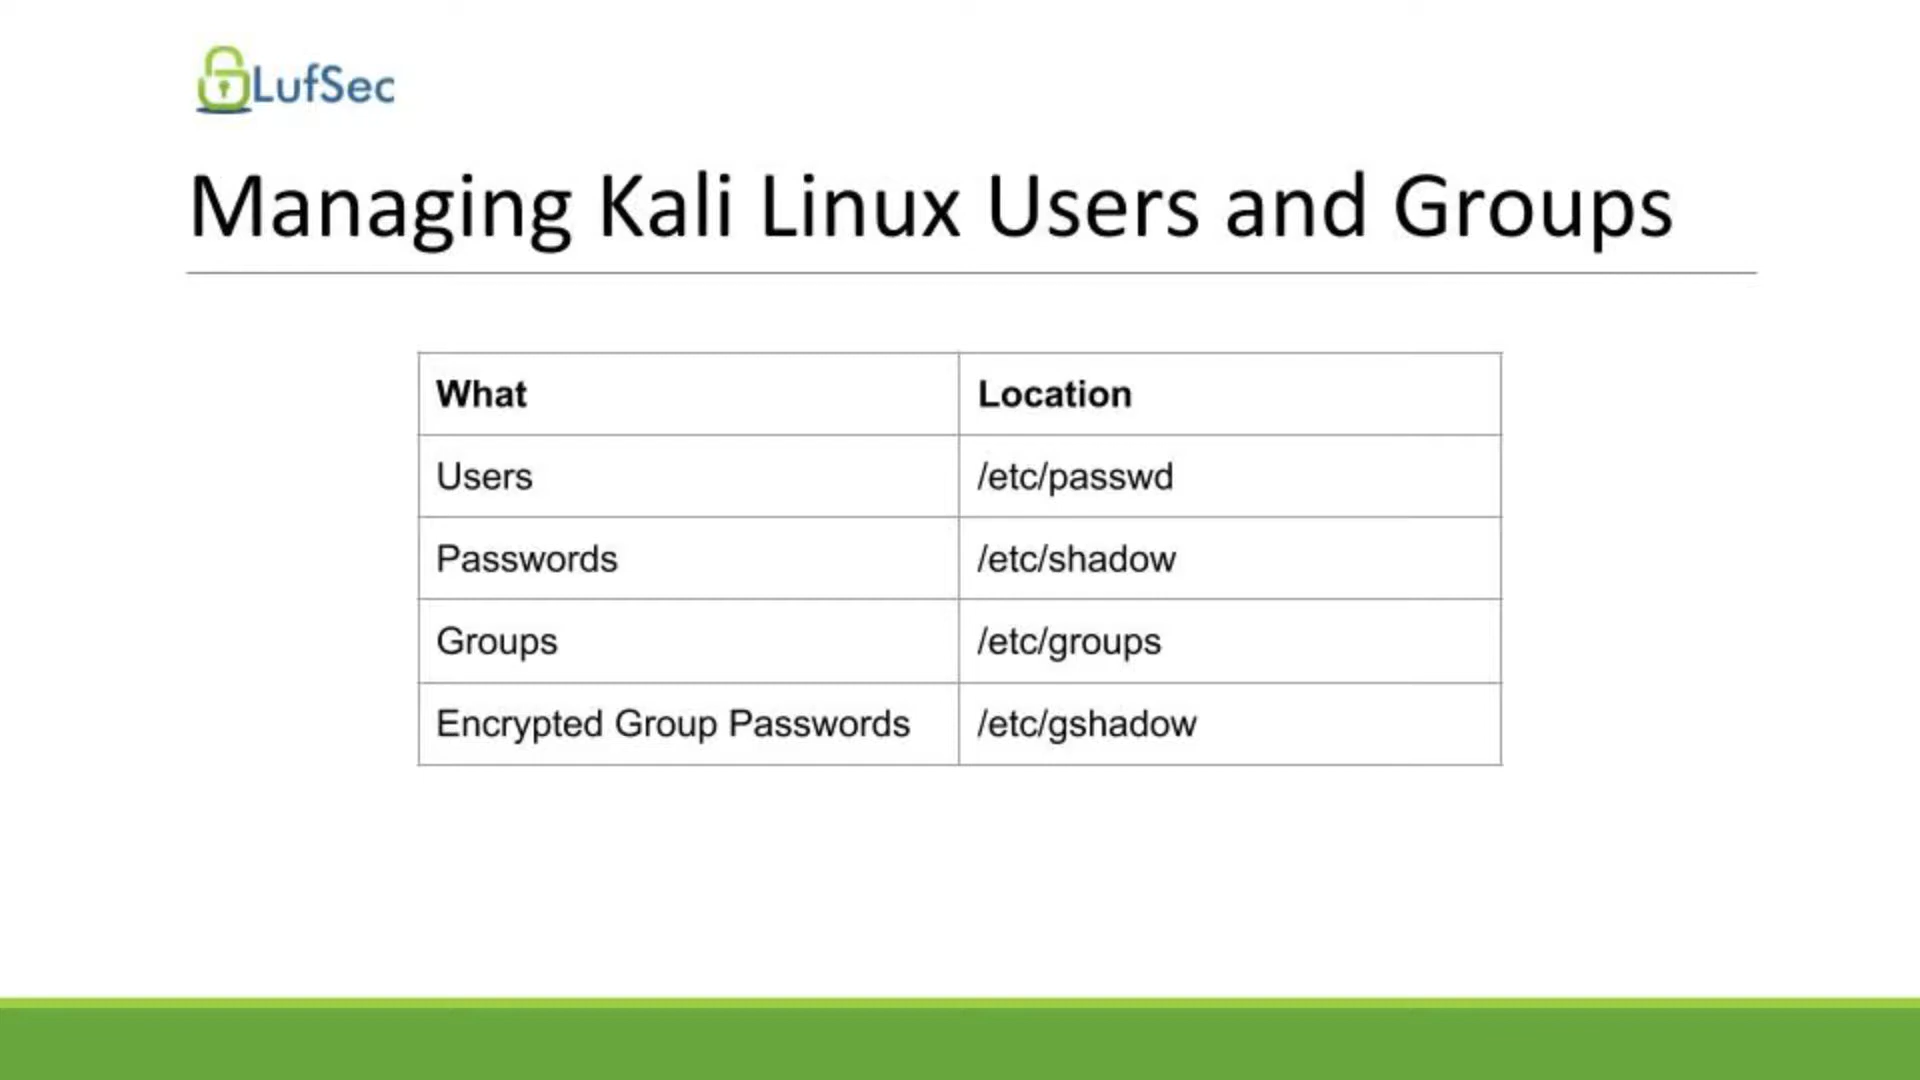 LufSec
Managing Kali Linux Users and Groups
What Location
Users /etc/passwd
Passwords /etc/shadow
Groups /etc/groups
Encrypted Group Passwords /etc/gshadow